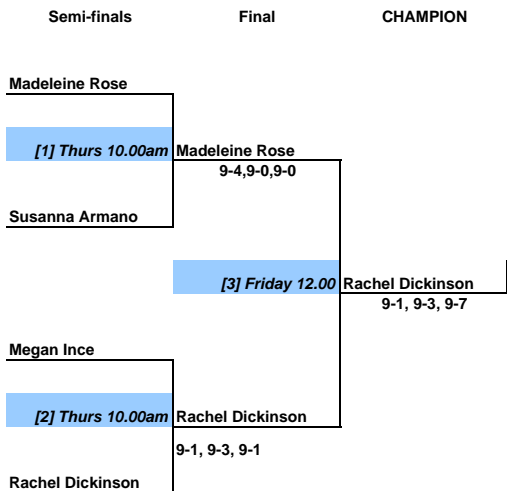 Semi-finals Final CHAMPION
Madeleine Rose
[1] Thurs 10.00am Madeleine Rose
9-4,9-0,9-0
Susanna Armano
[3] Friday 12.00 Rachel Dickinson
9-1, 9-3, 9-7
Megan Ince
[2] Thurs 10.00am Rachel Dickinson
9-1, 9-3, 9-1
Rachel Dickinson